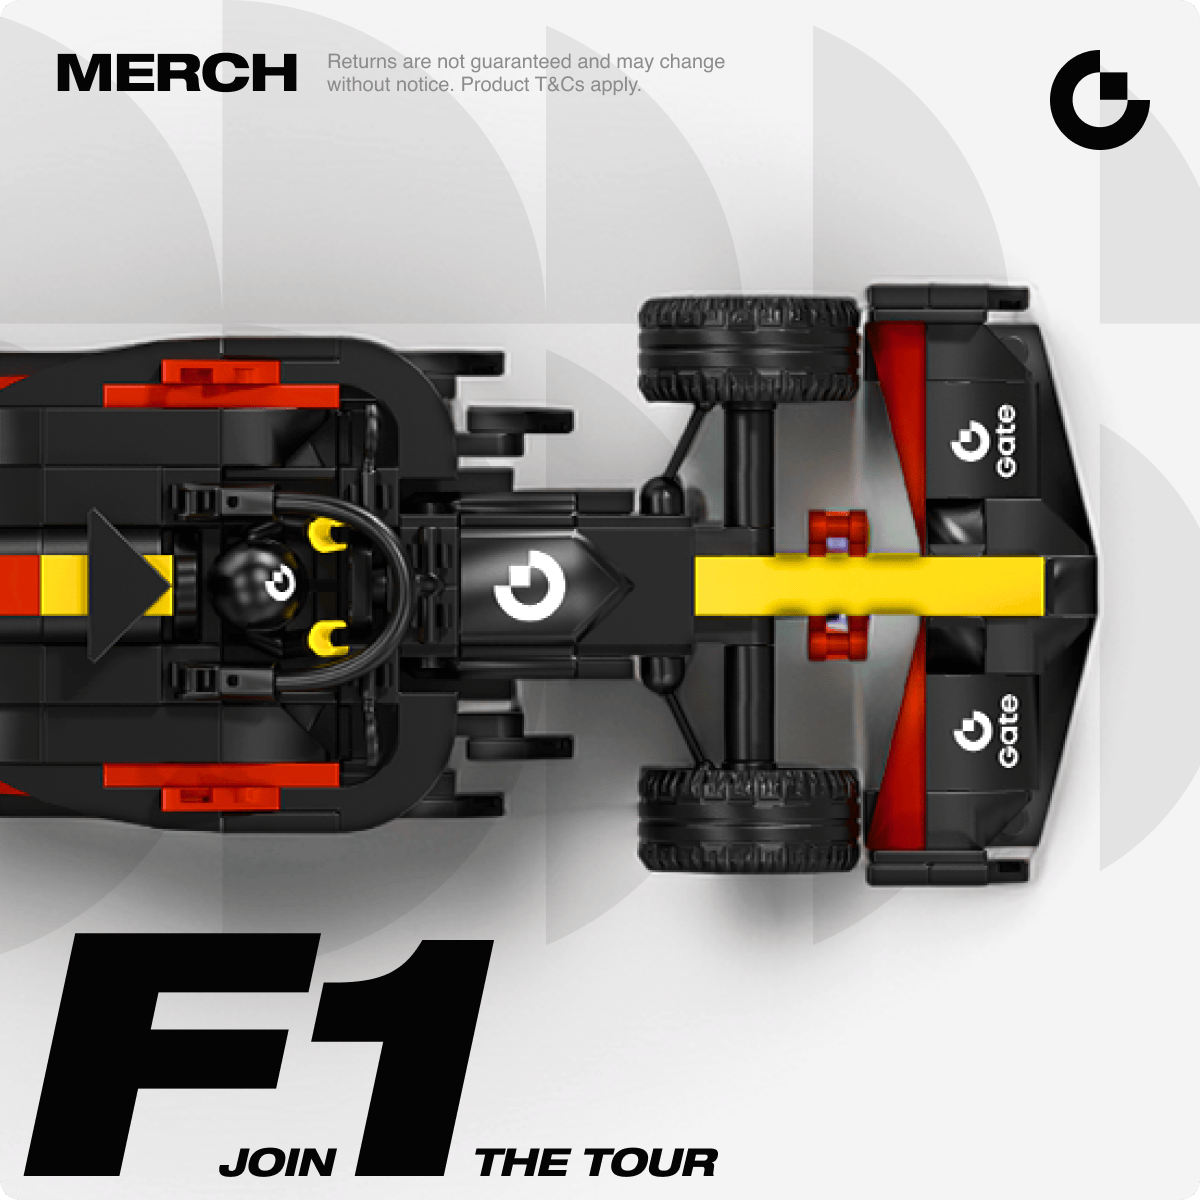 MERCH
Returns are not guaranteed and may change
without notice. Product T&Cs apply.
Gate
Gate
F1
JOIN THE TOUR